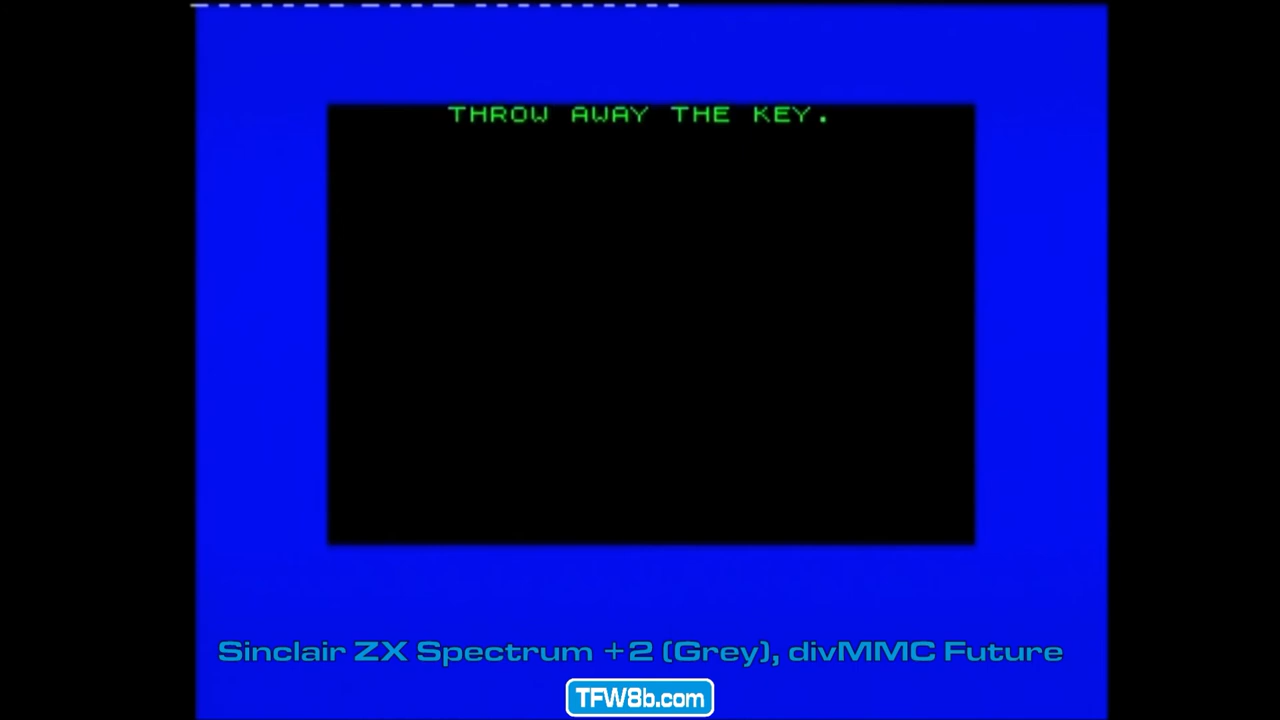 THROW AWAY THE KEY.
Sinclair ZX Spectrum +2 (Grey), divMMC Future
TFW8b.com